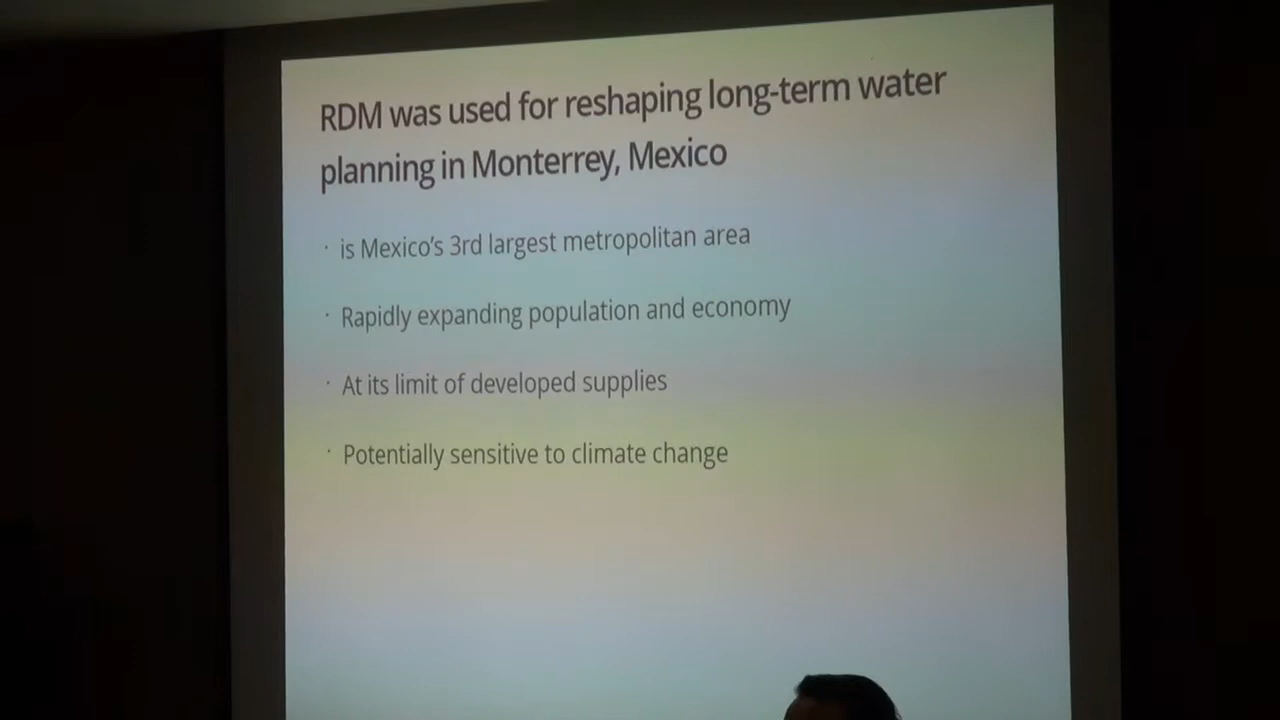 RDM was used for reshaping long-term water
planning in Monterrey, Mexico
· is Mexico’s 3rd largest metropolitan area
· Rapidly expanding population and economy
· At its limit of developed supplies
· Potentially sensitive to climate change